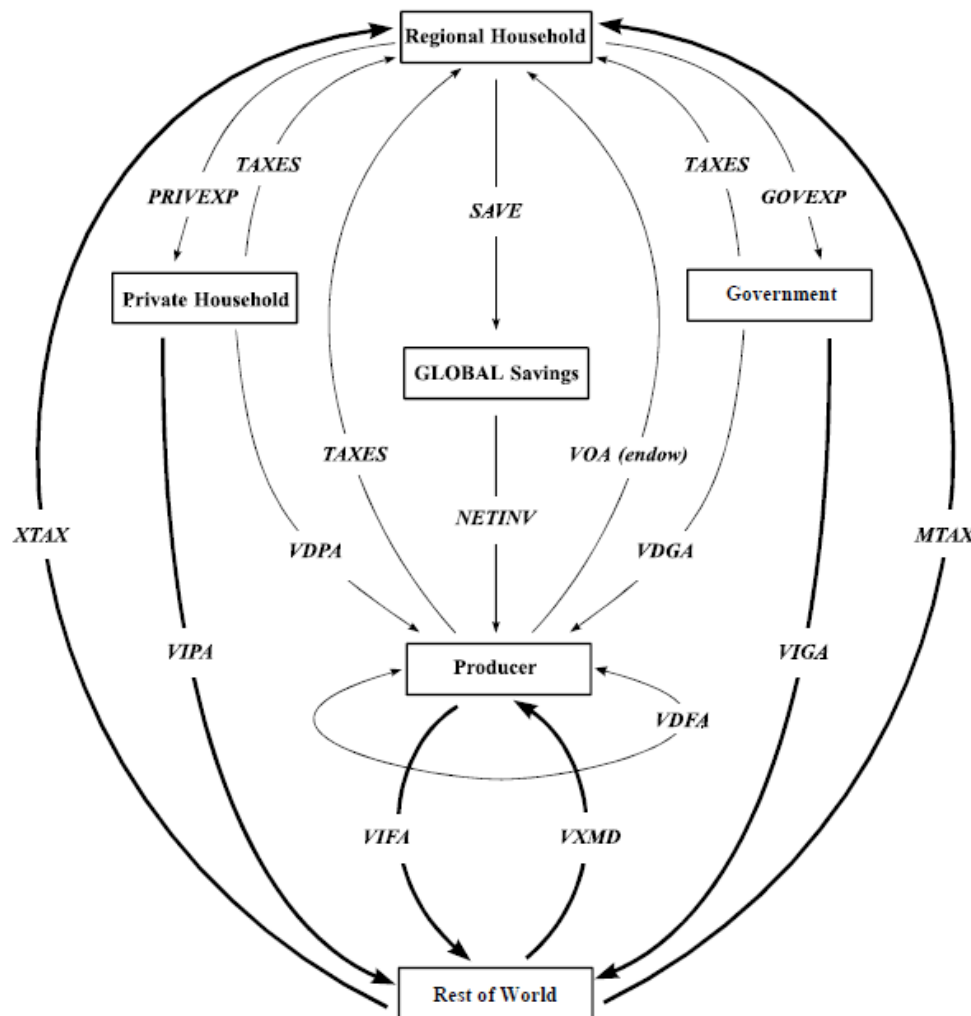 Regional Household
TAXES
TAXES
PRIVEXP
GOVEXP
SAVE
Private Household
Government
GLOBAL Savings
TAXES
VOA (endow)
NETINV
XTAX
MTAX
VDPA
VDGA
VIPA
Producer
VIGA
VDFA
VIFA
VXMD
Rest of World